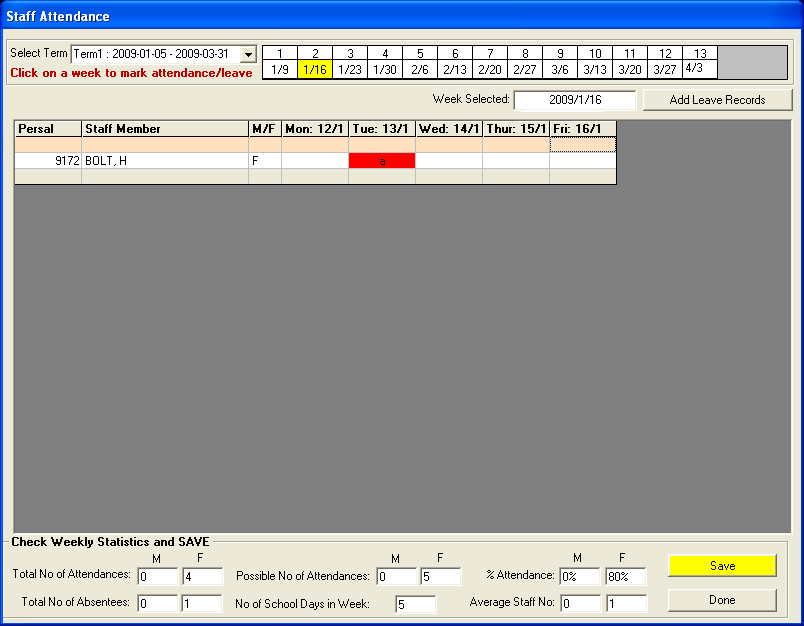 Staff Attendance
Select Term Term1 : 2009-01-05 - 2009-03-31 1 2 3 4 5 6 7 8 9 10 11 12 13
Click on a week to mark attendance/leave 1/9 1/16 1/23 1/30 2/6 2/13 2/20 2/27 3/6 3/13 3/20 3/27 4/3
Week Selected: 2009/1/16 Add Leave Records
Persal Staff Member M/F Mon: 12/1 Tue: 13/1 Wed: 14/1 Thur: 15/1 Fri: 16/1
9172 BOLT, H F a
Check Weekly Statistics and SAVE
M F M F M F
Total No of Attendances: 0 4 Possible No of Attendances: 0 5 % Attendance: 0% 80% Save
Total No of Absentees: 0 1 No of School Days in Week: 5 Average Staff No: 0 1 Done